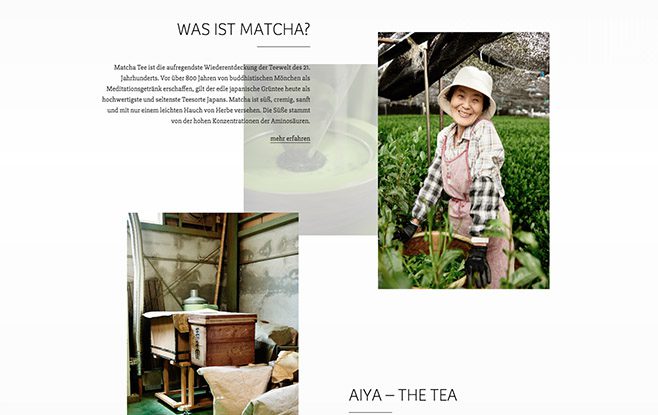 WAS IST MATCHA?
Matcha Tee ist die aufregendste Wiederentdeckung der Teewelt des 21.
Jahrhunderts. Vor über 800 Jahren von buddhistischen Mönchen als
Meditationsgetränk erschaffen, gilt der edle japanische Grüntee heute als
hochwertigste und seltenste Teesorte Japans. Matcha ist süß, cremig, sanft
und mit nur einem leichten Hauch von Herbe versehen. Die Süße stammt
von der hohen Konzentrationen der Aminosäuren.
mehr erfahren
AIYA – THE TEA